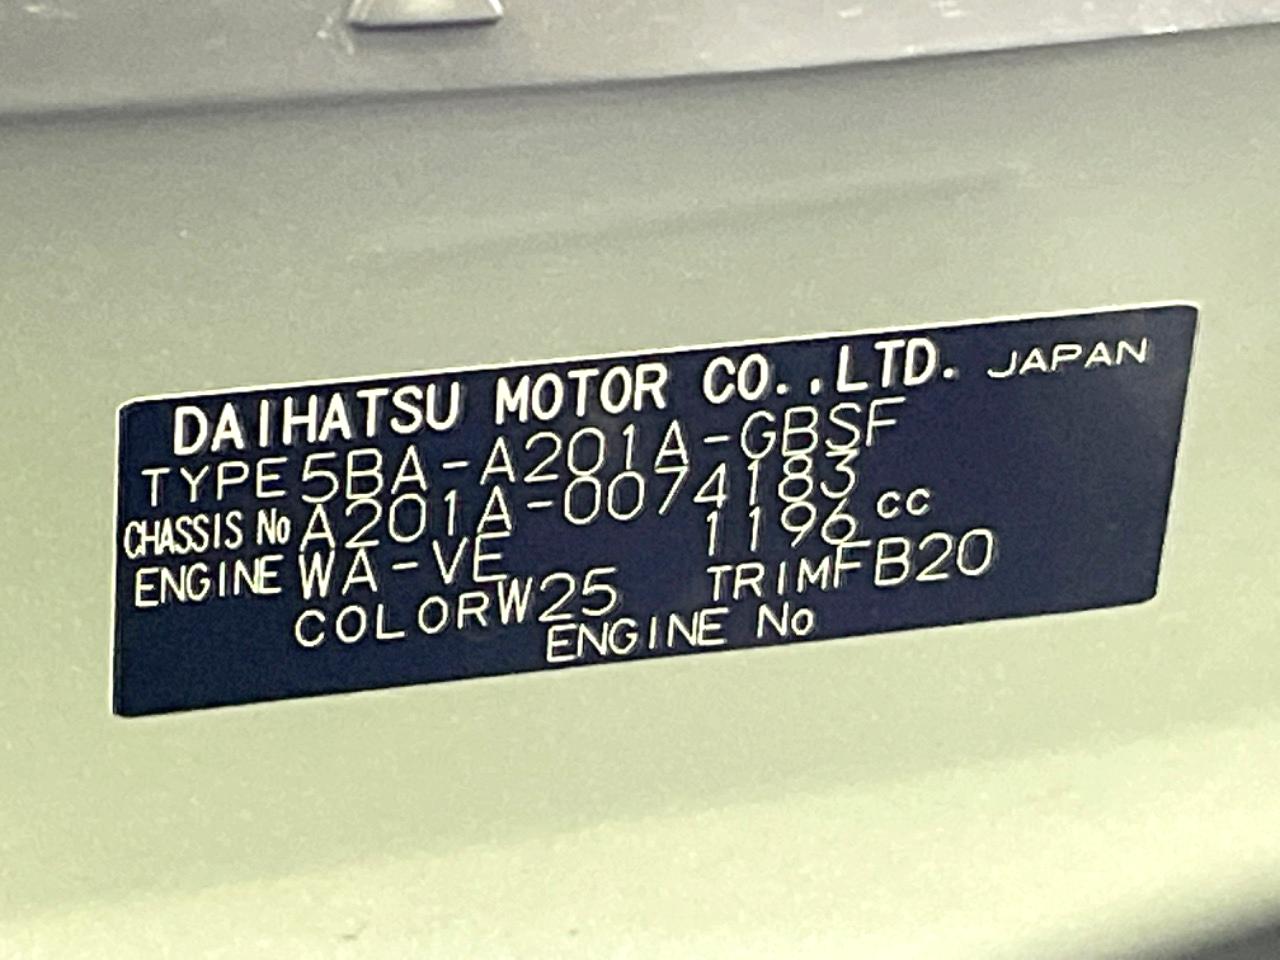 DAIHATSU MOTOR CO.,LTD. JAPAN
TYPE 5BA-A201A-GBSF
CHASSIS No A201A-0074183
ENGINE WA-VE 1196 cc
COLOR W25 TRIM FB20
ENGINE No